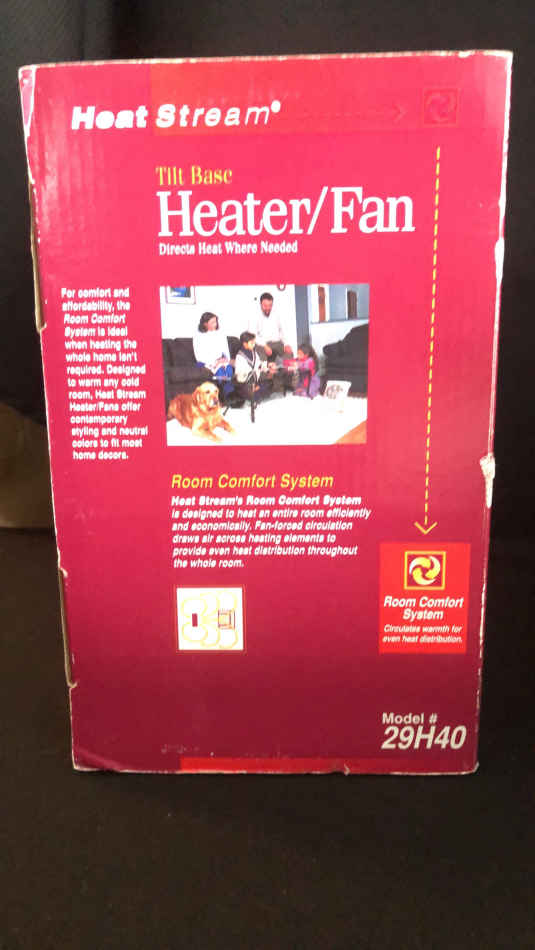 Heat Stream®
Tilt Base
Heater/Fan
Directs Heat Where Needed
For comfort and
affordability, the
Room Comfort
System is ideal
when heating the
whole home isn't
required. Designed
to warm any cold
room, Heat Stream
Heater/Fans offer
contemporary
styling and neutral
colors to fit most
home decors.
Room Comfort System
Heat Stream's Room Comfort System
is designed to heat an entire room efficiently
and economically. Fan-forced circulation
draws air across heating elements to
provide even heat distribution throughout
the whole room.
Room Comfort
System
Circulates warmth for
even heat distribution.
Model #
29H40